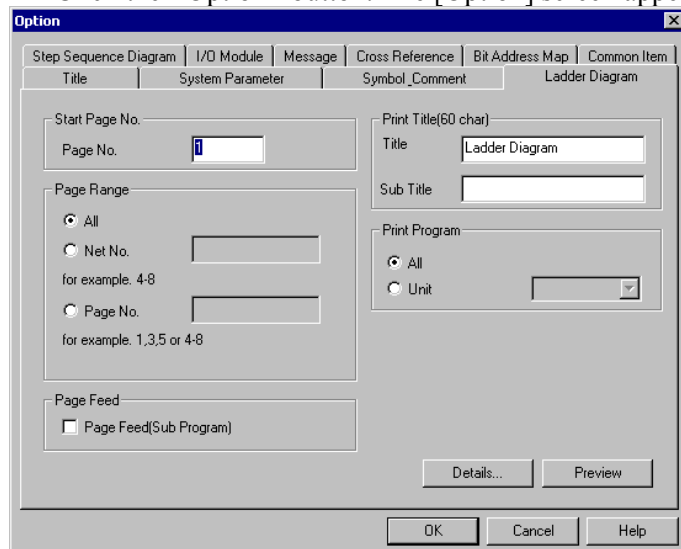 Option
Step Sequence Diagram I/O Module Message Cross Reference Bit Address Map Common Item
Title System Parameter Symbol_Comment Ladder Diagram
Start Page No.
Page No. 1
Page Range
All
Net No.
for example. 4-8
Page No.
for example. 1,3,5 or 4-8
Page Feed
Page Feed(Sub Program)
Print Title(60 char)
Title Ladder Diagram
Sub Title
Print Program
All
Unit
Details... Preview
OK Cancel Help